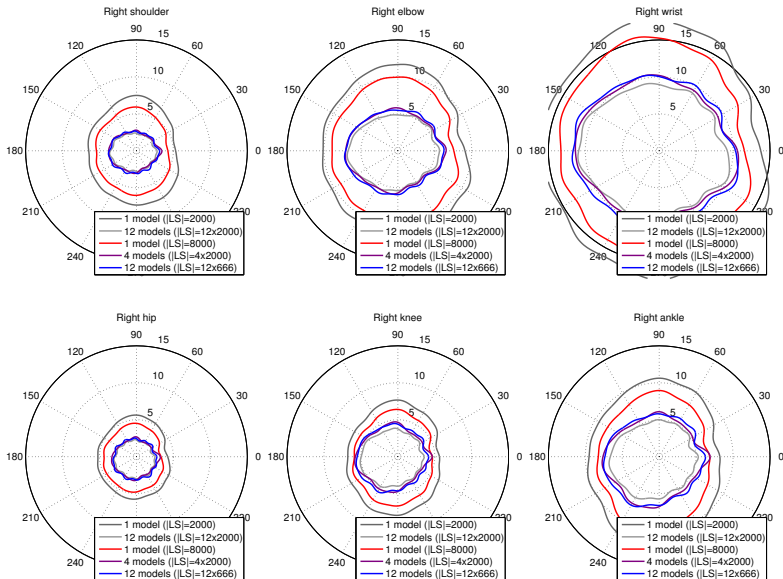 Right shoulder
90
15
120
60
10
150
30
5
180
0
210
330
240
1 model (|LS|=2000)
12 models (|LS|=12x2000)
1 model (|LS|=8000)
4 models (|LS|=4x2000)
12 models (|LS|=12x666)
Right elbow
90
15
120
60
10
150
30
5
180
0
210
330
240
1 model (|LS|=2000)
12 models (|LS|=12x2000)
1 model (|LS|=8000)
4 models (|LS|=4x2000)
12 models (|LS|=12x666)
Right wrist
90
15
120
60
10
150
30
5
180
0
210
330
240
1 model (|LS|=2000)
12 models (|LS|=12x2000)
1 model (|LS|=8000)
4 models (|LS|=4x2000)
12 models (|LS|=12x666)
Right hip
90
15
120
60
10
150
30
5
180
0
210
330
240
1 model (|LS|=2000)
12 models (|LS|=12x2000)
1 model (|LS|=8000)
4 models (|LS|=4x2000)
12 models (|LS|=12x666)
Right knee
90
15
120
60
10
150
30
5
180
0
210
330
240
1 model (|LS|=2000)
12 models (|LS|=12x2000)
1 model (|LS|=8000)
4 models (|LS|=4x2000)
12 models (|LS|=12x666)
Right ankle
90
15
120
60
10
150
30
5
180
0
210
330
240
1 model (|LS|=2000)
12 models (|LS|=12x2000)
1 model (|LS|=8000)
4 models (|LS|=4x2000)
12 models (|LS|=12x666)